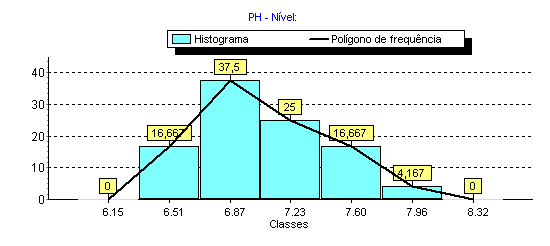 PH - Nível:
Histograma
Polígono de frequência
40
30
20
10
0
0
16,667
37,5
25
16,667
4,167
0
6.15 6.51 6.87 7.23 7.60 7.96 8.32
Classes